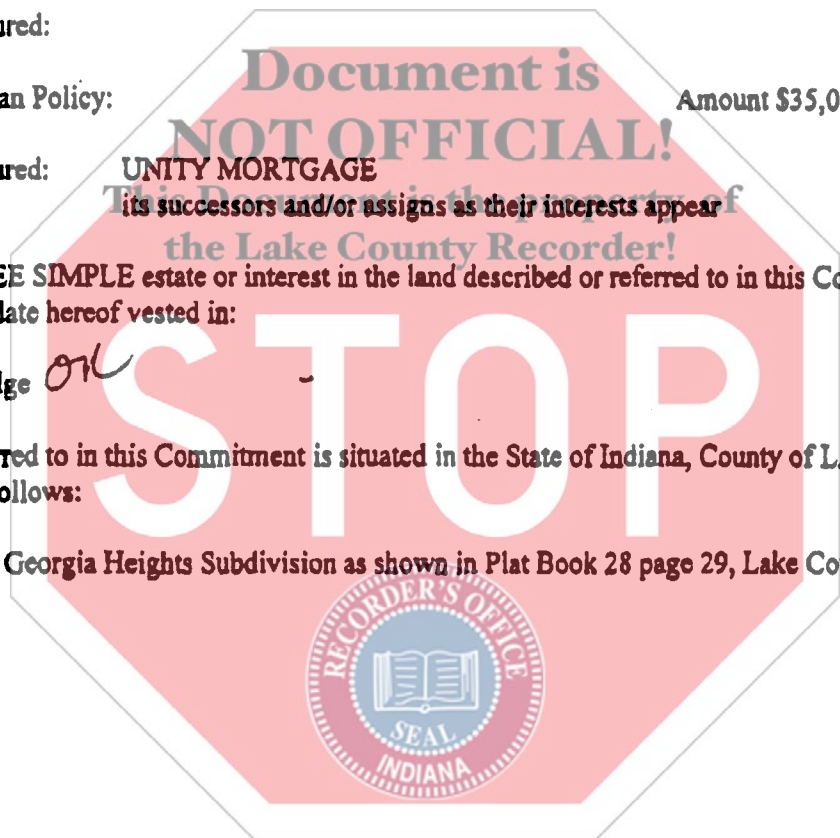 ured:
Document is
an Policy:
Amount $35,0
NOT OFFICIAL!
ured: UNITY MORTGAGE
This Document is the property of
its successors and/or assigns as their interests appear
the Lake County Recorder!
EE SIMPLE estate or interest in the land described or referred to in this Co
late hereof vested in:
lge OK
STOP
red to in this Commitment is situated in the State of Indiana, County of L
ollows:
Georgia Heights Subdivision as shown in Plat Book 28 page 29, Lake Co
RECORDER'S OFFICE
SEAL
INDIANA